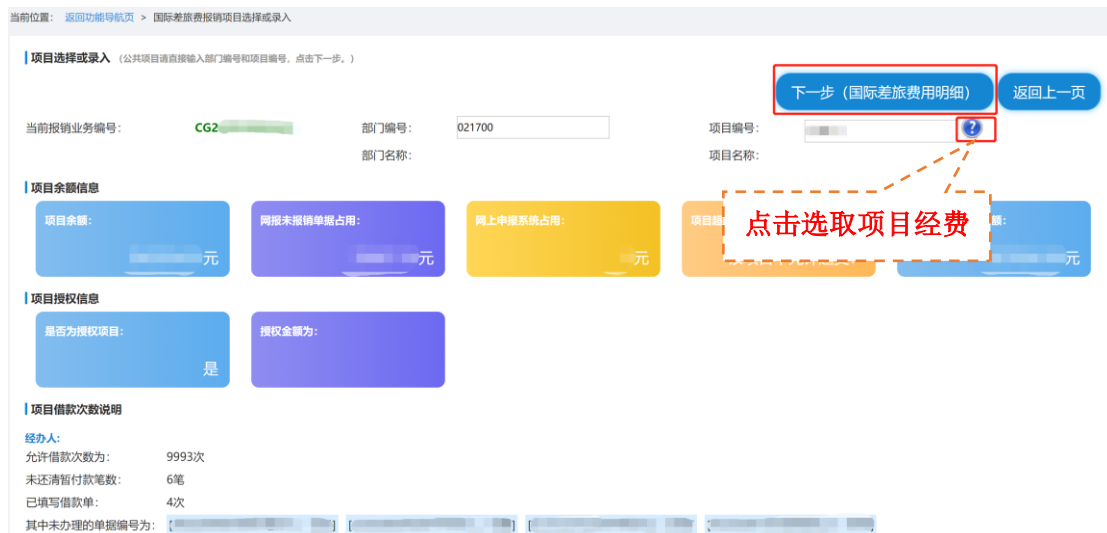 当前位置： 返回功能导航页 > 国际差旅费报销项目选择或录入
项目选择或录入 （公共项目请直接输入部门编号和项目编号，点击下一步。）
下一步（国际差旅费用明细） 返回上一页
当前报销业务编号： CG2 部门编号： 021700 项目编号： ?
部门名称： 项目名称：
项目余额信息
项目余额： 网报未报销单据占用： 网上申报系统占用： 额：
点击选取项目经费
元 元 元 元
项目授权信息
是否为授权项目： 授权金额为：
是
项目借款次数说明
经办人：
允许借款次数为： 9993次
未还清暂付款笔数： 6笔
已填写借款单： 4次
其中未办理的单据编号为：